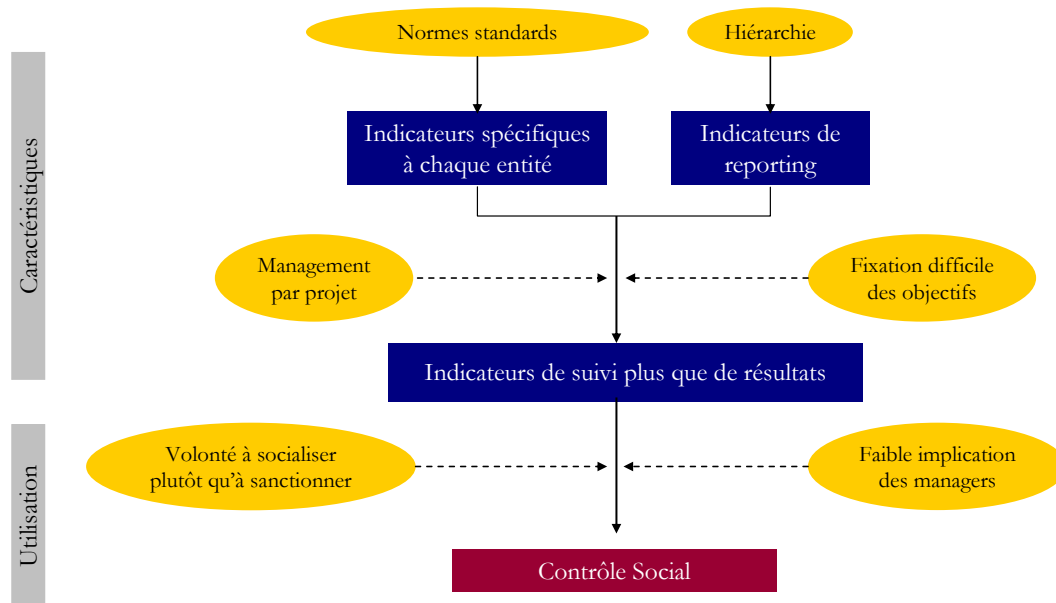 Normes standards
Hiérarchie
Caractéristiques
Indicateurs spécifiques
à chaque entité
Indicateurs de
reporting
Management
par projet
Fixation difficile
des objectifs
Indicateurs de suivi plus que de résultats
Utilisation
Volonté à socialiser
plutôt qu'à sanctionner
Faible implication
des managers
Contrôle Social